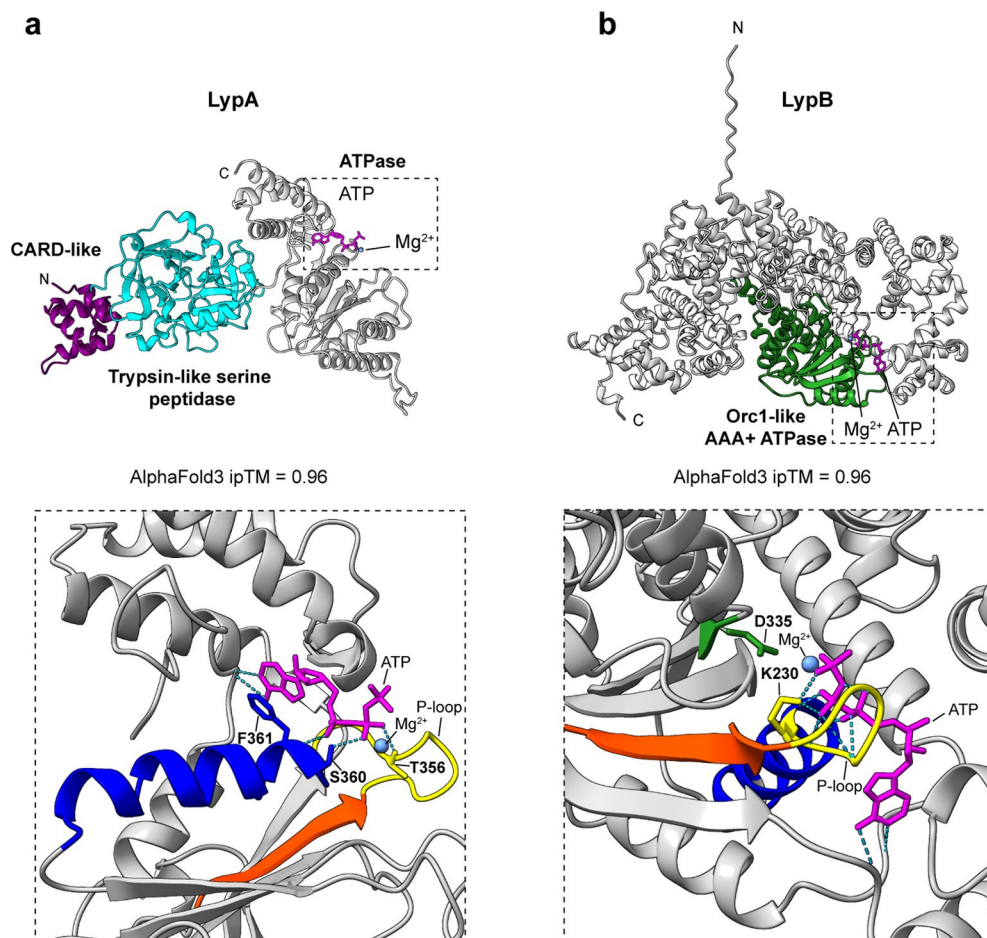 a
LypA
ATPase
ATP
C
Mg²⁺
CARD-like
N
Trypsin-like serine
peptidase
AlphaFold3 ipTM = 0.96
ATP
P-loop
Mg²⁺
F361
T356
S360
b
N
LypB
C
Orc1-like
AAA+ ATPase
Mg²⁺ ATP
AlphaFold3 ipTM = 0.96
D335
Mg²⁺
K230
ATP
P-loop